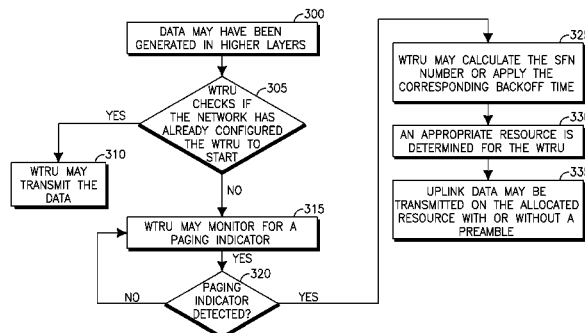 300
DATA MAY HAVE BEEN
GENERATED IN HIGHER LAYERS
305
WTRU
CHECKS IF
THE NETWORK HAS
ALREADY CONFIGURED
THE WTRU TO
START
YES
310
WTRU MAY
TRANSMIT THE
DATA
NO
315
WTRU MAY MONITOR FOR A
PAGING INDICATOR
YES
320
PAGING
INDICATOR
DETECTED?
NO
YES
325
WTRU MAY CALCULATE THE SFN
NUMBER OR APPLY THE
CORRESPONDING BACKOFF TIME
330
AN APPROPRIATE RESOURCE IS
DETERMINED FOR THE WTRU
335
UPLINK DATA MAY BE
TRANSMITTED ON THE ALLOCATED
RESOURCE WITH OR WITHOUT A
PREAMBLE